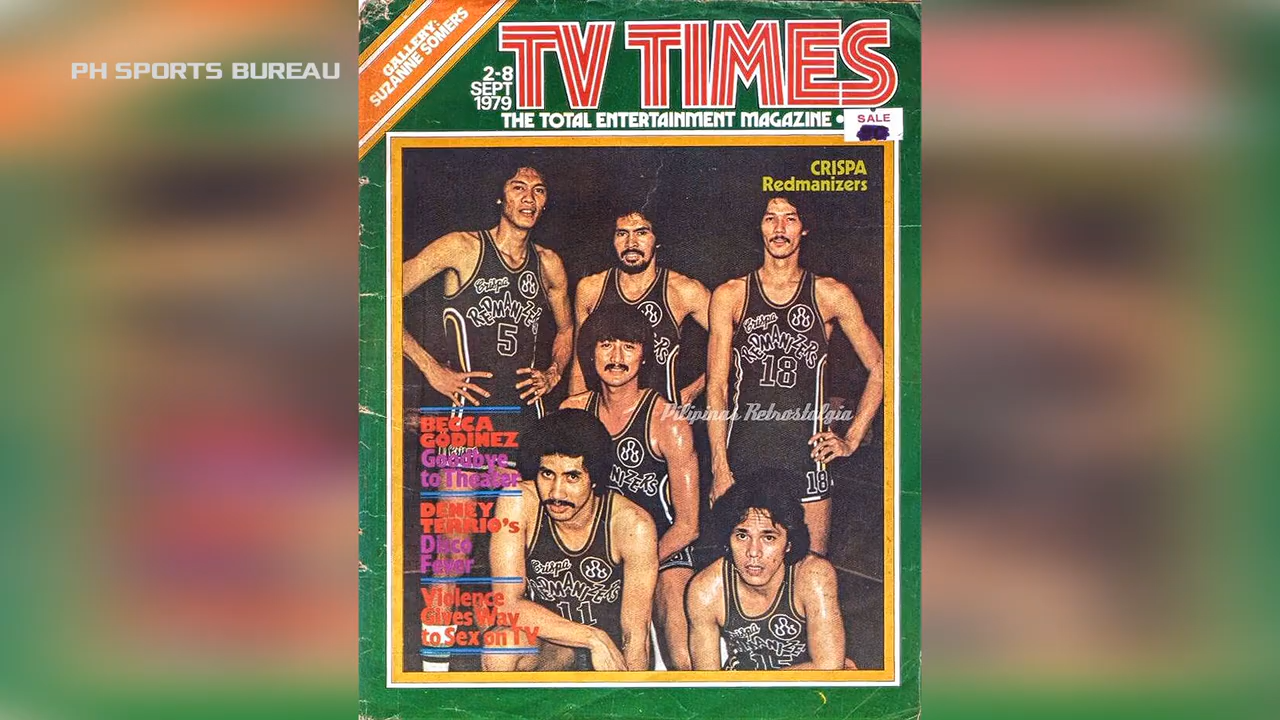 PH SPORTS BUREAU
GALLERY:
SUZANNE SOMERS
2-8
SEPT
1979
TV TIMES
THE TOTAL ENTERTAINMENT MAGAZINE •
SALE
CRISPA
Redmanizers
Crispa
REDMANIZERS
5
Crispa
REDMANIZERS
18
18
Pilipinas Retrostalgia
BECCA
GODINEZ
Goodbye
to Theater
DENEY
TERRIO's
Disco
Fever
Violence
Gives Way
to Sex on TV
Crispa
REDMANIZERS
11
Crispa